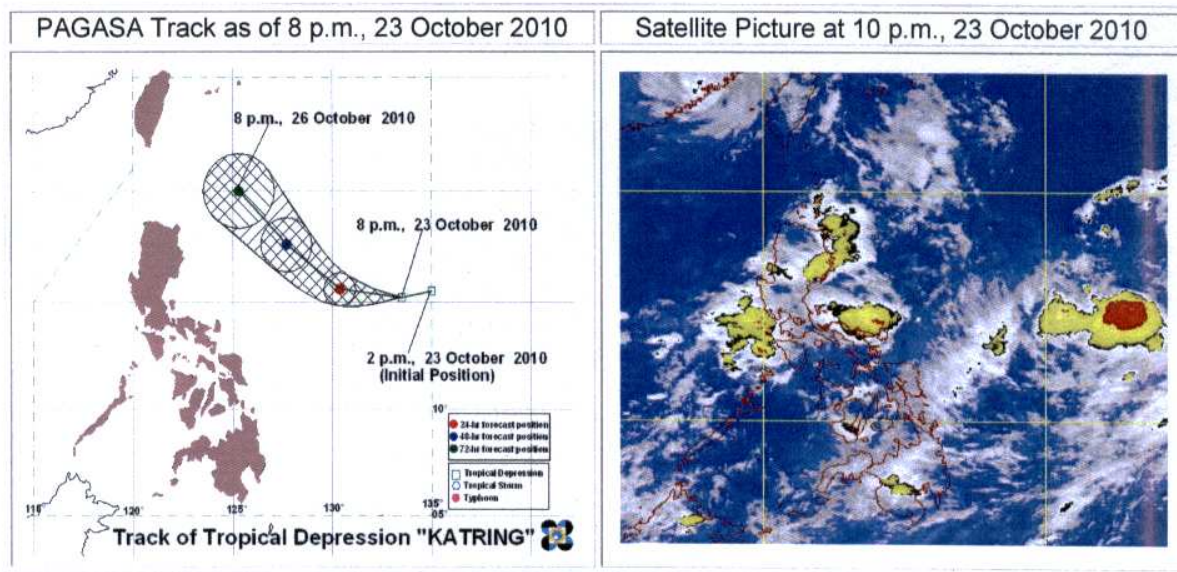 PAGASA Track as of 8 p.m., 23 October 2010
Satellite Picture at 10 p.m., 23 October 2010
8 p.m., 26 October 2010
8 p.m., 23 October 2010
2 p.m., 23 October 2010
(Initial Position)
10°
24-hr forecast position
48-hr forecast position
72-hr forecast position
Tropical Depression
Tropical Storm
Typhoon
115
120
125
130
135°
05°
Track of Tropical Depression "KATRING"